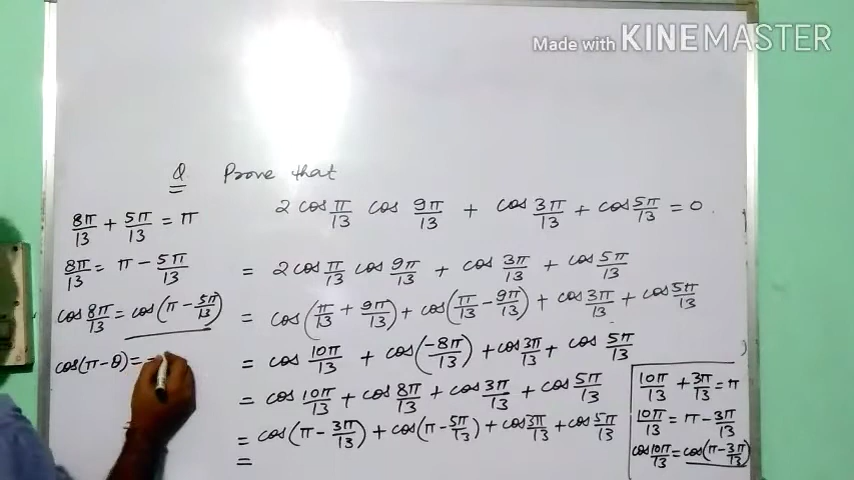 Made with KINEMASTER
Q. Prove that
2 cos π/13 cos 9π/13 + cos 3π/13 + cos 5π/13 = 0.
8π/13 + 5π/13 = π
8π/13 = π - 5π/13
cos 8π/13 = cos(π - 5π/13)
cos(π - θ) = -
= 2 cos π/13 cos 9π/13 + cos 3π/13 + cos 5π/13
= cos(π/13 + 9π/13) + cos(π/13 - 9π/13) + cos 3π/13 + cos 5π/13
= cos 10π/13 + cos(-8π/13) + cos 3π/13 + cos 5π/13
= cos 10π/13 + cos 8π/13 + cos 3π/13 + cos 5π/13
= cos(π - 3π/13) + cos(π - 5π/13) + cos 3π/13 + cos 5π/13
=
10π/13 + 3π/13 = π
10π/13 = π - 3π/13
cos 10π/13 = cos(π - 3π/13)